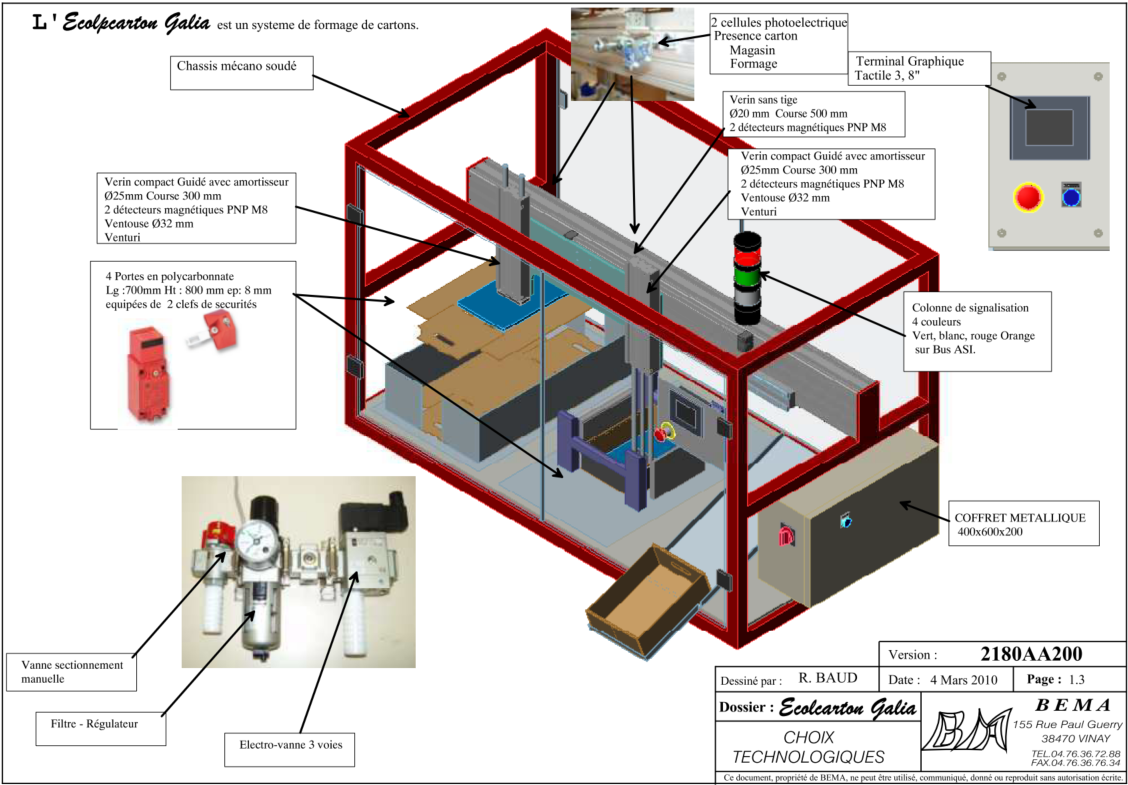 L' Ecolpcarton Galia est un systeme de formage de cartons.
2 cellules photoelectrique
Presence carton
Magasin
Formage
Terminal Graphique
Tactile 3, 8"
Chassis mécano soudé
Verin sans tige
Ø20 mm Course 500 mm
2 détecteurs magnétiques PNP M8
Verin compact Guidé avec amortisseur
Ø25mm Course 300 mm
2 détecteurs magnétiques PNP M8
Ventouse Ø32 mm
Venturi
Verin compact Guidé avec amortisseur
Ø25mm Course 300 mm
2 détecteurs magnétiques PNP M8
Ventouse Ø32 mm
Venturi
4 Portes en polycarbonnate
Lg :700mm Ht : 800 mm ep: 8 mm
equipées de 2 clefs de securités
Colonne de signalisation
4 couleurs
Vert, blanc, rouge Orange
sur Bus ASI.
COFFRET METALLIQUE
400x600x200
Vanne sectionnement
manuelle
Filtre - Régulateur
Electro-vanne 3 voies
Version : 2180AA200
Dessiné par : R. BAUD
Date : 4 Mars 2010
Page : 1.3
Dossier : Ecolcarton Galia
CHOIX
TECHNOLOGIQUES
BM
BEMA
155 Rue Paul Guerry
38470 VINAY
TEL.04.76.36.72.88
FAX.04.76.36.76.34
Ce document, propriété de BEMA, ne peut être utilisé, communiqué, donné ou reproduit sans autorisation écrite.